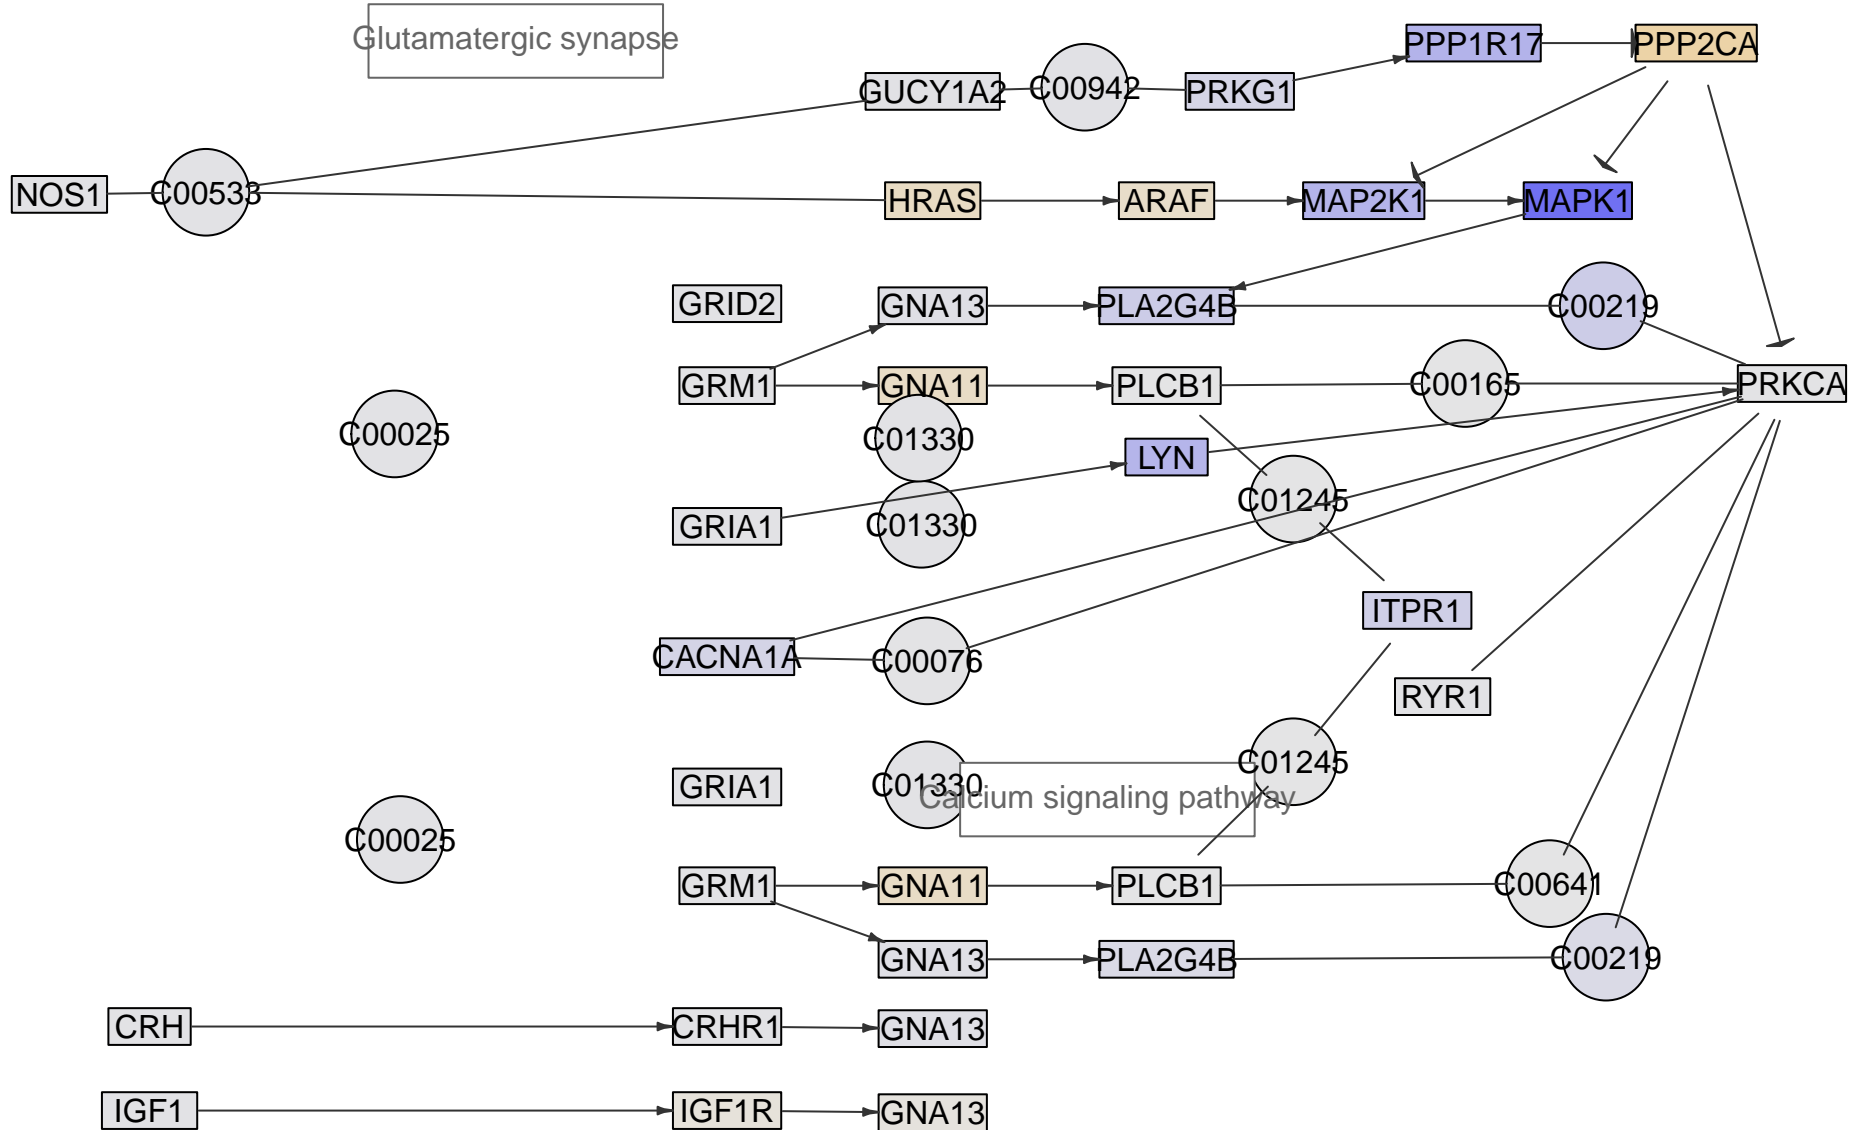 Glutamatergic synapse
PPP1R17
PPP2CA
GUCY1A2
C00942
PRKG1
NOS1
C00533
HRAS
ARAF
MAP2K1
MAPK1
GRID2
GNA13
PLA2G4B
C00219
GRM1
GNA11
PLCB1
C00165
PRKCA
C00025
C01330
LYN
C01245
GRIA1
C01330
ITPR1
CACNA1A
C00076
RYR1
C01245
GRIA1
C01330
Calcium signaling pathway
C00025
GRM1
GNA11
PLCB1
C00641
GNA13
PLA2G4B
C00219
CRH
CRHR1
GNA13
IGF1
IGF1R
GNA13